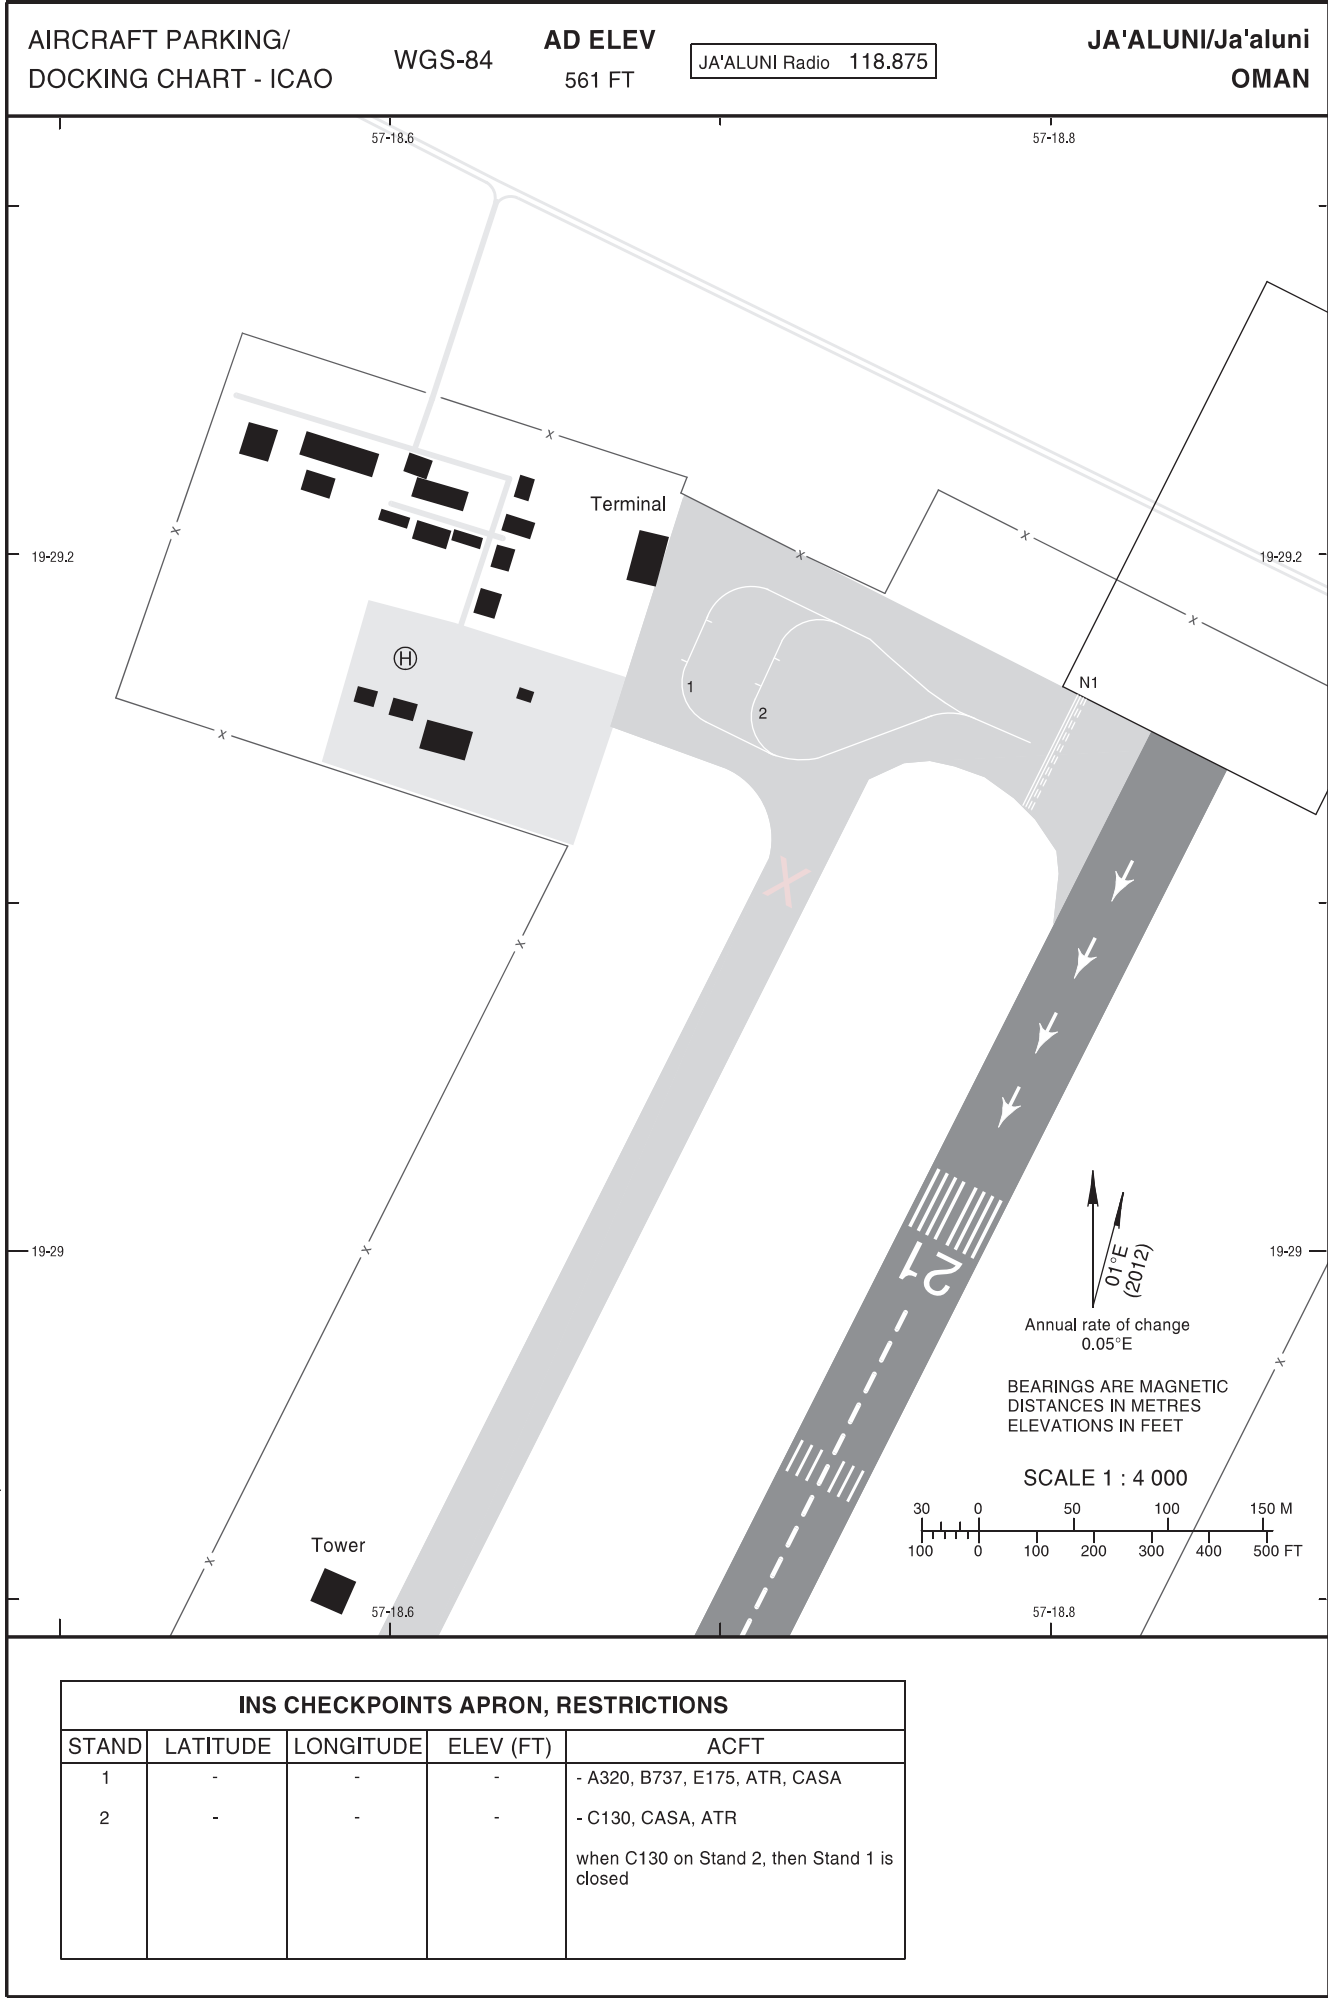 AIRCRAFT PARKING/
DOCKING CHART - ICAO
WGS-84
AD ELEV
561 FT
JA'ALUNI Radio 118.875
JA'ALUNI/Ja'aluni
OMAN
57-18.6
57-18.8
x
Terminal
x
x
x
19-29.2
19-29.2
x
H
1
2
N1
x
X
x
19-29
x
19-29
21
01°E
(2012)
Annual rate of change
0.05°E
x
BEARINGS ARE MAGNETIC
DISTANCES IN METRES
ELEVATIONS IN FEET
SCALE 1 : 4 000
30 0 50 100 150 M
100 0 100 200 300 400 500 FT
Tower
x
57-18.6
57-18.8
INS CHECKPOINTS APRON, RESTRICTIONS
STAND LATITUDE LONGITUDE ELEV (FT) ACFT
1 - - - - A320, B737, E175, ATR, CASA
2 - - - - C130, CASA, ATR
when C130 on Stand 2, then Stand 1 is
closed